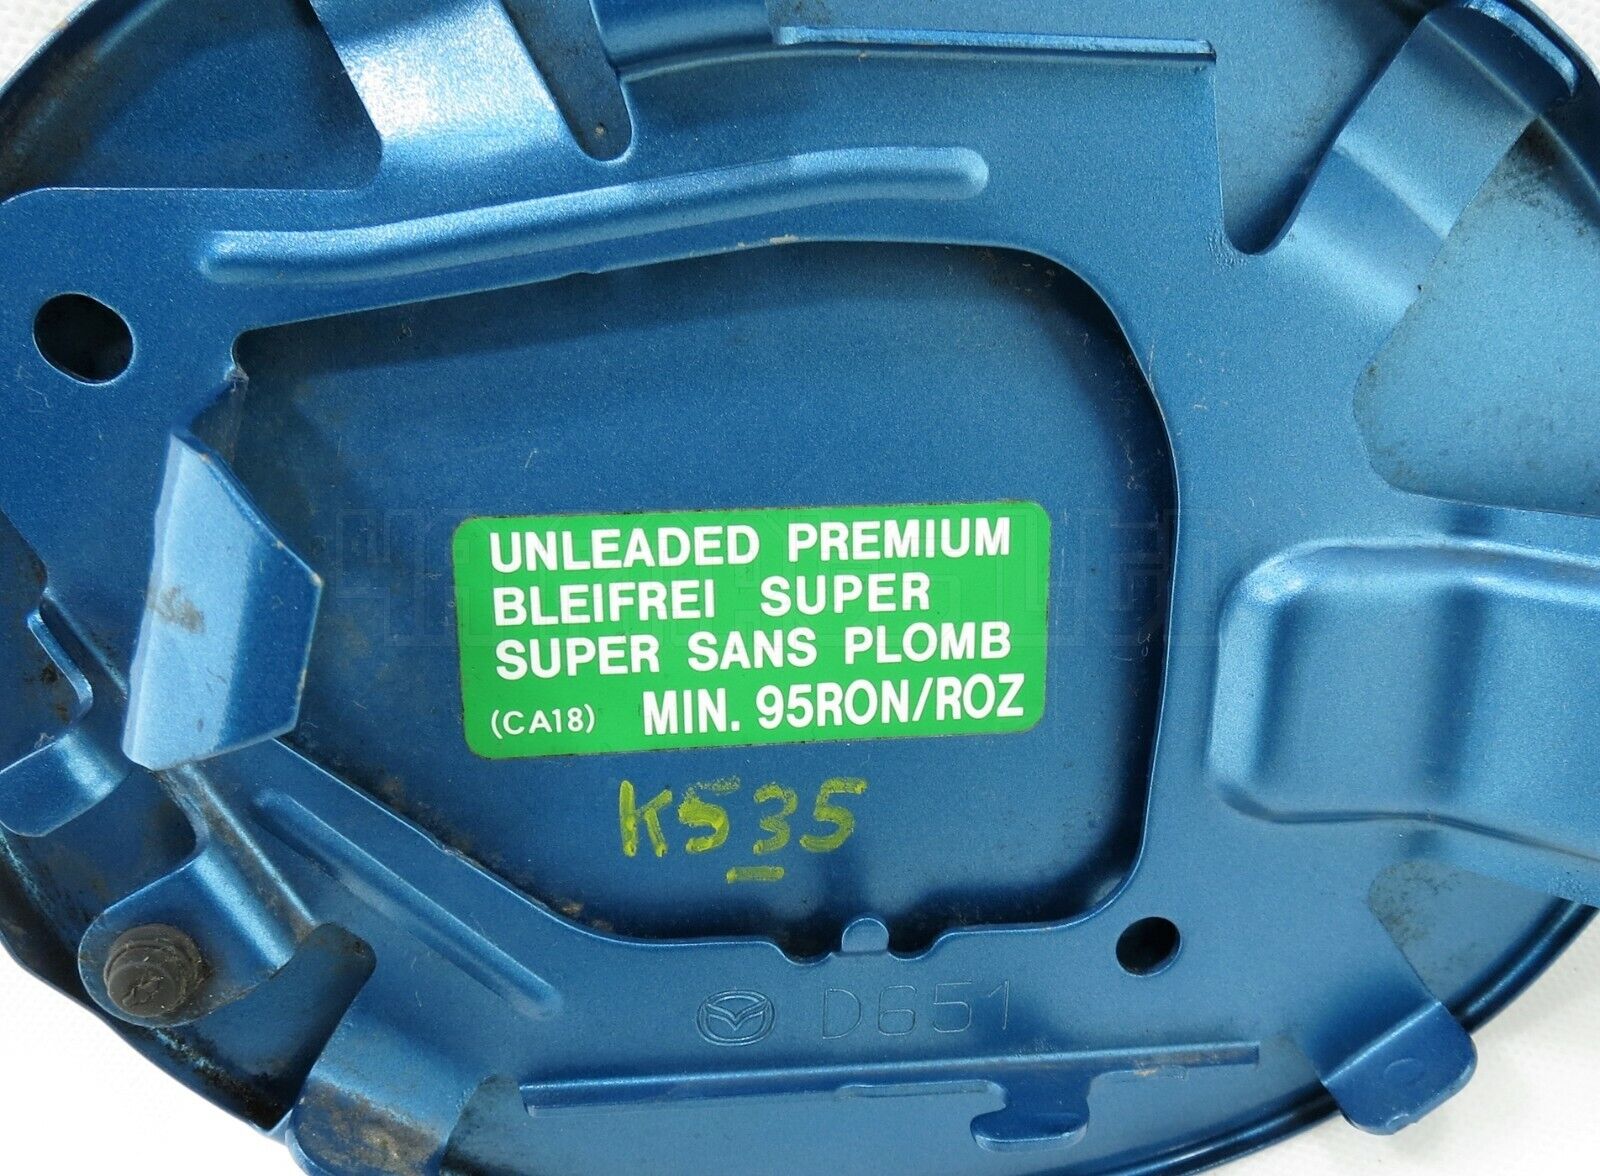 UNLEADED PREMIUM
BLEIFREI SUPER
SUPER SANS PLOMB
(CA18) MIN. 95RON/ROZ
K535
D651